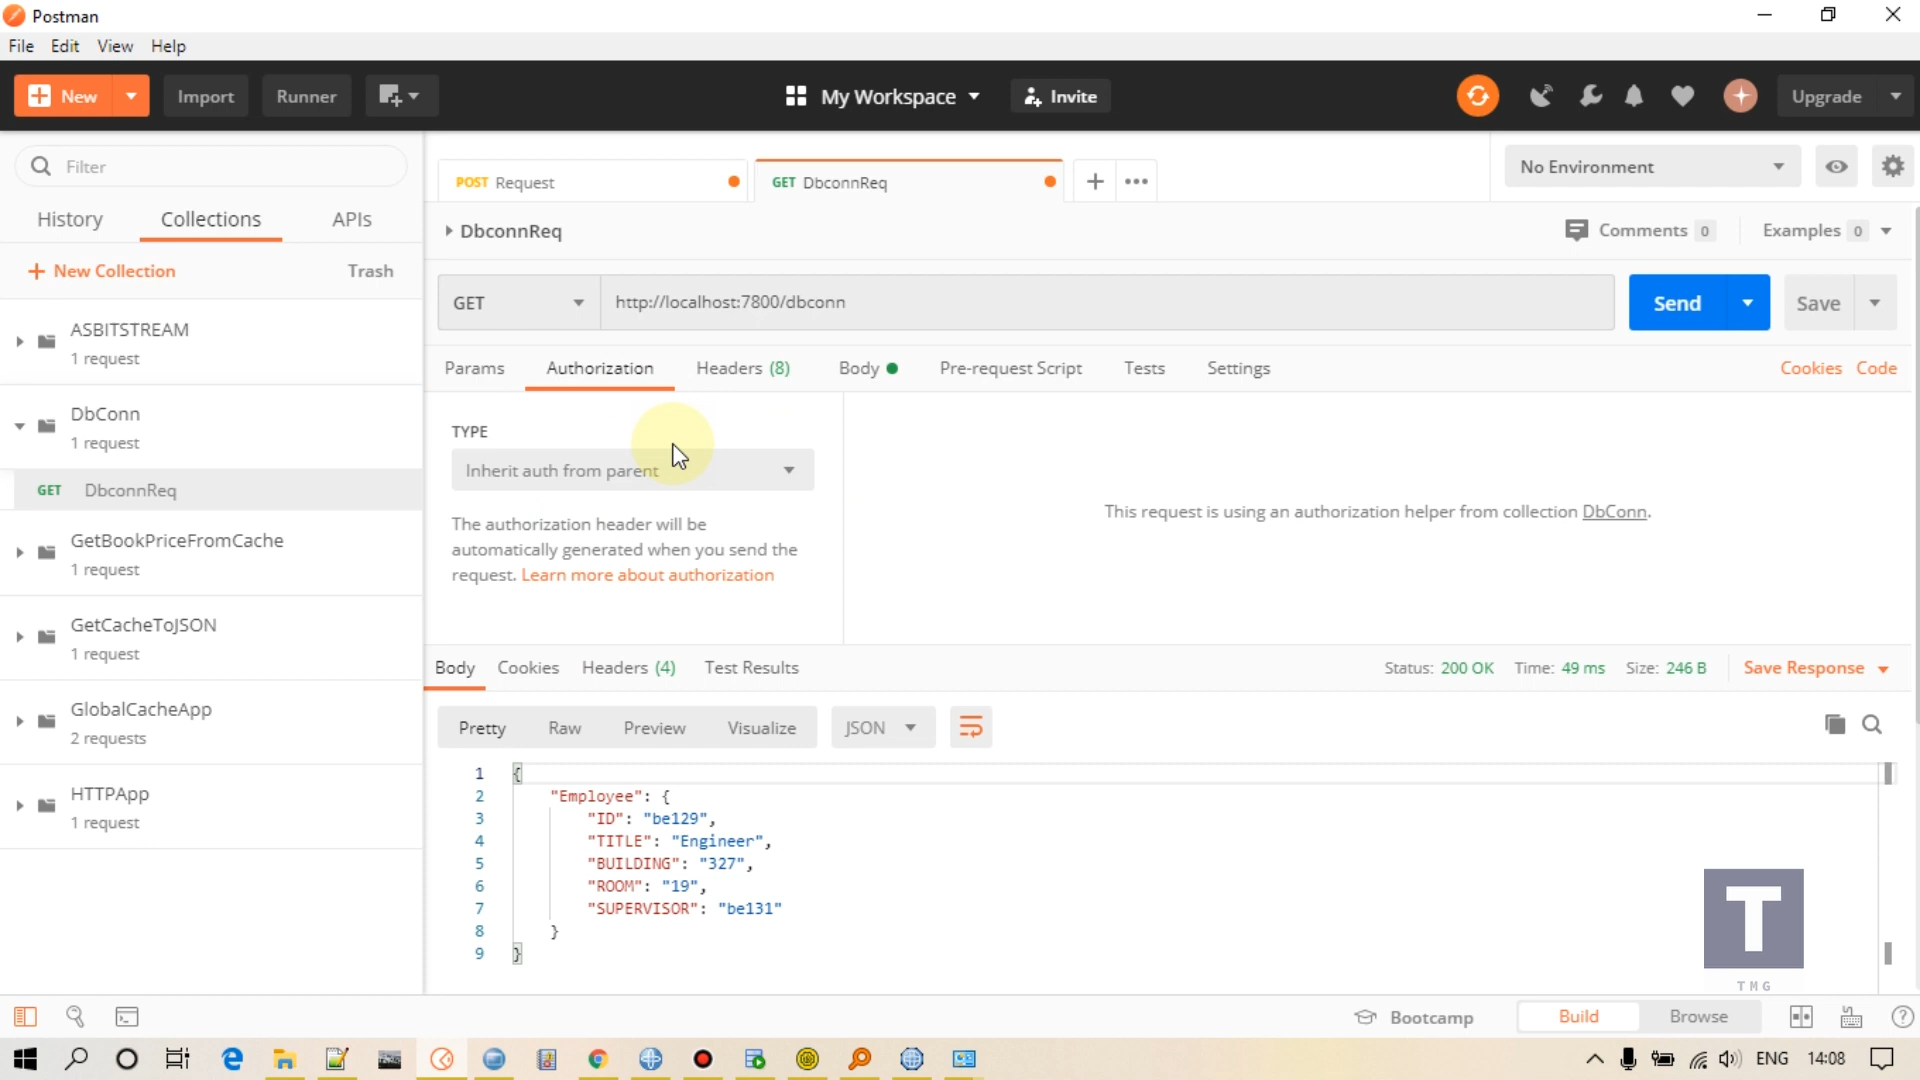 Postman
File Edit View Help
New Import Runner My Workspace Invite Upgrade
Filter
History Collections APIs
New Collection Trash
ASBITSTREAM
1 request
DbConn
1 request
GET DbconnReq
GetBookPriceFromCache
1 request
GetCacheToJSON
1 request
GlobalCacheApp
2 requests
HTTPApp
1 request
POST Request GET DbconnReq No Environment
DbconnReq Comments 0 Examples 0
GET http://localhost:7800/dbconn Send Save
Params Authorization Headers (8) Body Pre-request Script Tests Settings Cookies Code
TYPE
Inherit auth from parent
The authorization header will be
automatically generated when you send the
request. Learn more about authorization
This request is using an authorization helper from collection DbConn.
Body Cookies Headers (4) Test Results Status: 200 OK Time: 49 ms Size: 246 B Save Response
Pretty Raw Preview Visualize JSON
1 {
2 "Employee": {
3 "ID": "be129",
4 "TITLE": "Engineer",
5 "BUILDING": "327",
6 "ROOM": "19",
7 "SUPERVISOR": "be131"
8 }
9 }
T
TMG
Bootcamp Build Browse
ENG 14:08